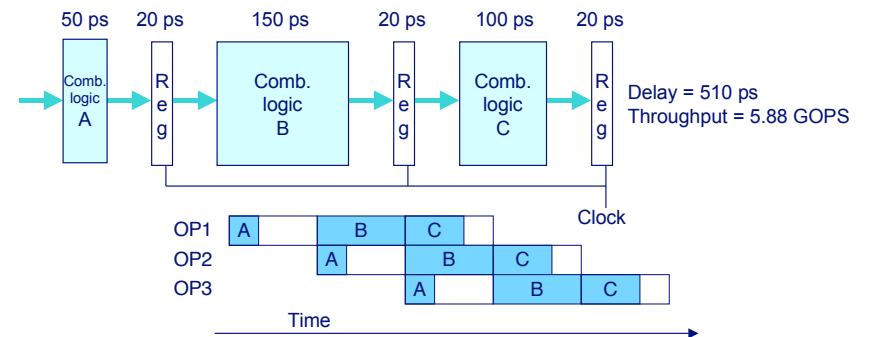 50 ps 20 ps 150 ps 20 ps 100 ps 20 ps
Comb. logic A
R e g
Comb. logic B
R e g
Comb. logic C
R e g
Delay = 510 ps
Throughput = 5.88 GOPS
Clock
OP1 A B C
OP2 A B C
OP3 A B C
Time